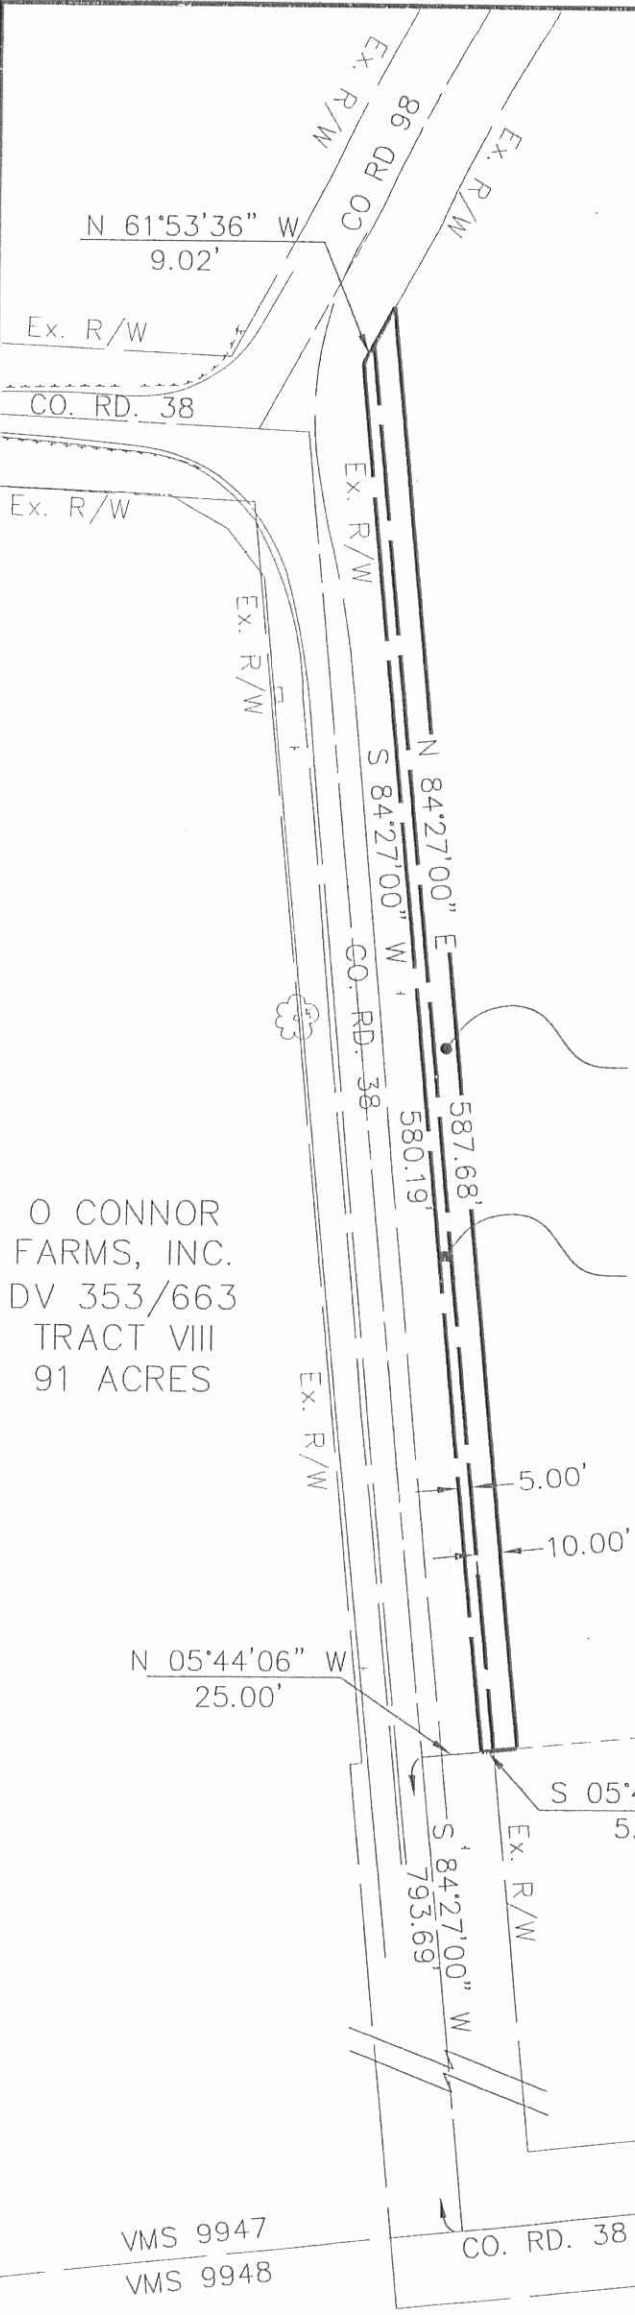 Ex. R/W
CO RD 98
Ex. R/W
N 61°53'36" W
9.02'
Ex. R/W
CO. RD. 38
Ex. R/W
Ex. R/W
Ex. R/W
N 84°27'00" E
587.68'
S 84°27'00" W
580.19'
CO. RD. 38
O CONNOR
FARMS, INC.
DV 353/663
TRACT VIII
91 ACRES
Ex. R/W
5.00'
10.00'
N 05°44'06" W
25.00'
S 05°4
5.
Ex. R/W
S 84°27'00" W
793.69'
VMS 9947
VMS 9948
CO. RD. 38